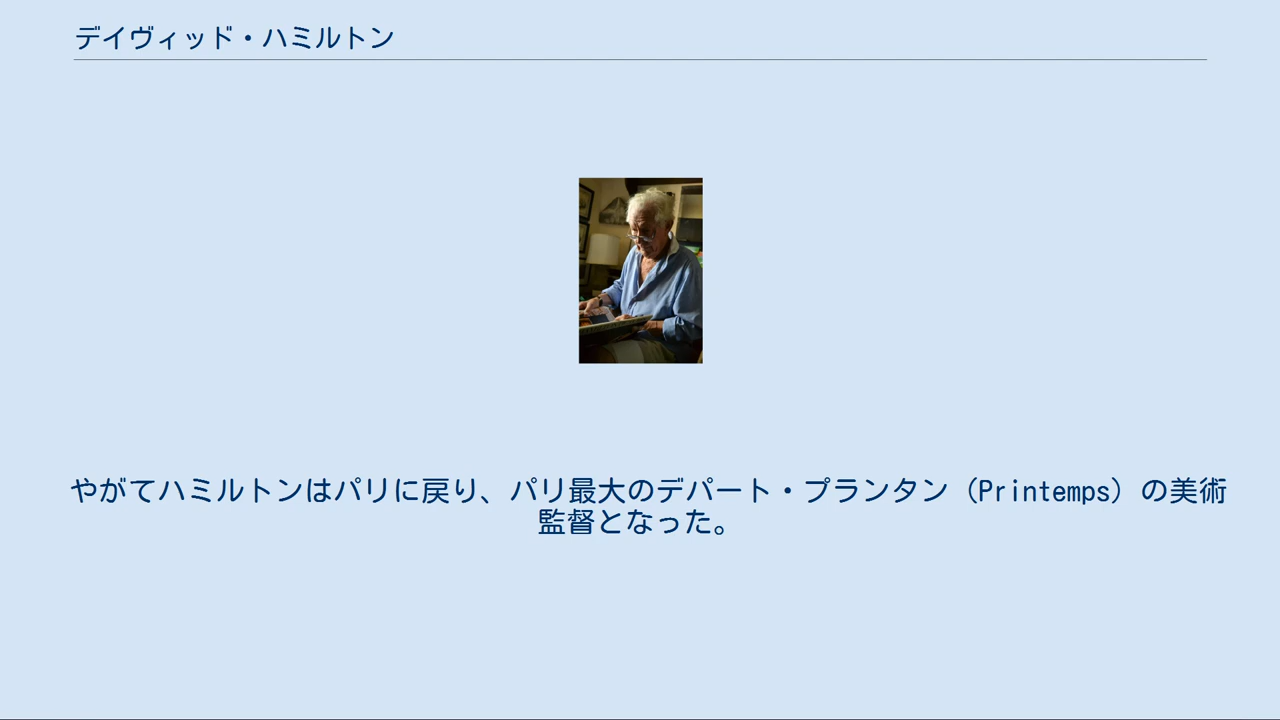 デイヴィッド・ハミルトン
やがてハミルトンはパリに戻り、パリ最大のデパート・プランタン（Printemps）の美術
監督となった。